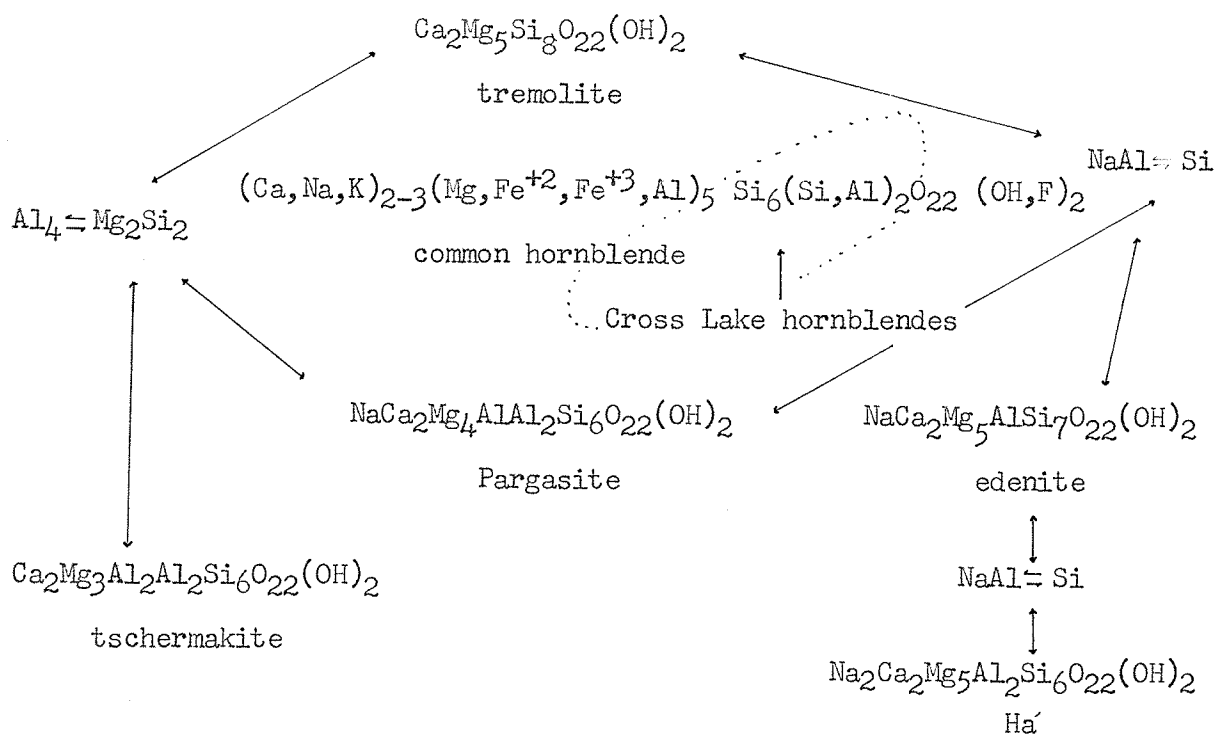 Ca₂Mg₅Si₈O₂₂(OH)₂
tremolite
NaAl⇆Si
(Ca,Na,K)₂₋₃(Mg,Fe⁺²,Fe⁺³,Al)₅ Si₆(Si,Al)₂O₂₂ (OH,F)₂
Al₄⇆Mg₂Si₂
common hornblende
Cross Lake hornblendes
NaCa₂Mg₄AlAl₂Si₆O₂₂(OH)₂
Pargasite
NaCa₂Mg₅AlSi₇O₂₂(OH)₂
edenite
NaAl⇆Si
Ca₂Mg₃Al₂Al₂Si₆O₂₂(OH)₂
tschermakite
Na₂Ca₂Mg₅Al₂Si₆O₂₂(OH)₂
Ha´